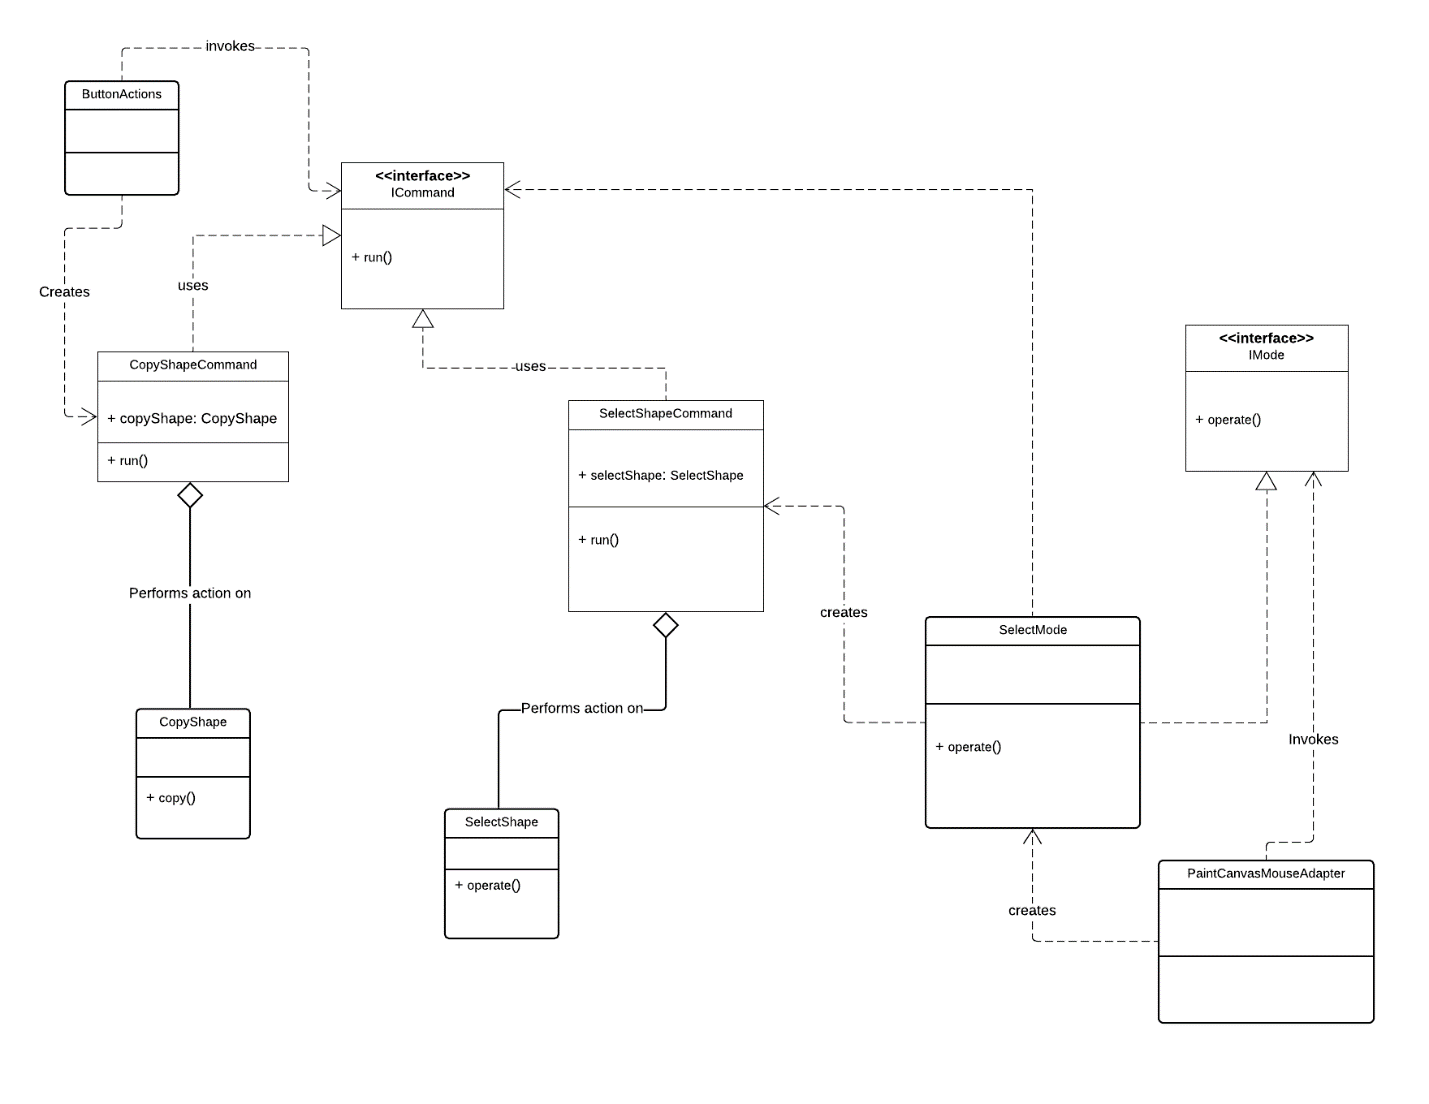 invokes
ButtonActions
<<interface>>
ICommand
+ run()
uses
Creates
<<interface>>
IMode
+ operate()
CopyShapeCommand
+ copyShape: CopyShape
+ run()
uses
SelectShapeCommand
+ selectShape: SelectShape
+ run()
Performs action on
creates
SelectMode
+ operate()
Performs action on
CopyShape
+ copy()
Invokes
SelectShape
+ operate()
PaintCanvasMouseAdapter
creates